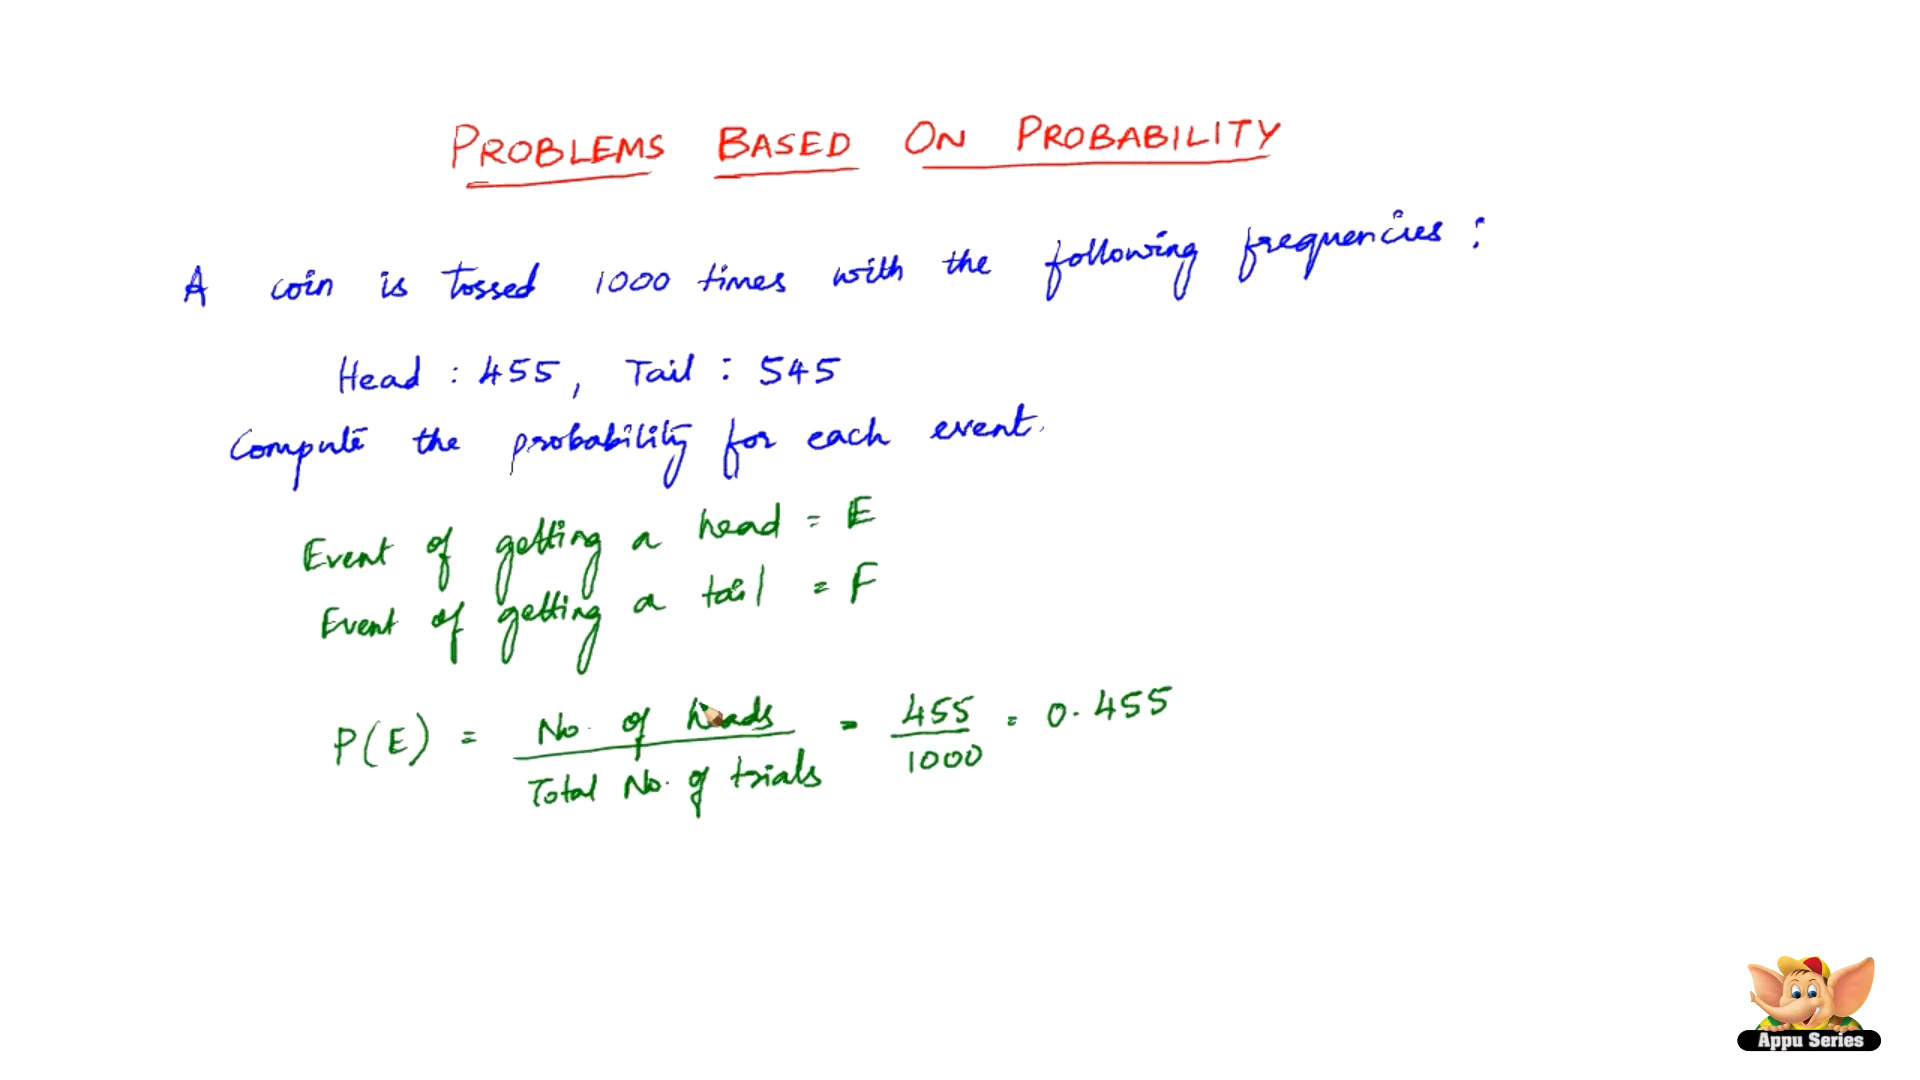 PROBLEMS BASED ON PROBABILITY
A coin is tossed 1000 times with the following frequencies :
Head : 455, Tail : 545
Compute the probability for each event.
Event of getting a head = E
Event of getting a tail = F
P(E) = No. of heads / Total No. of trials = 455 / 1000 = 0.455
Appu Series